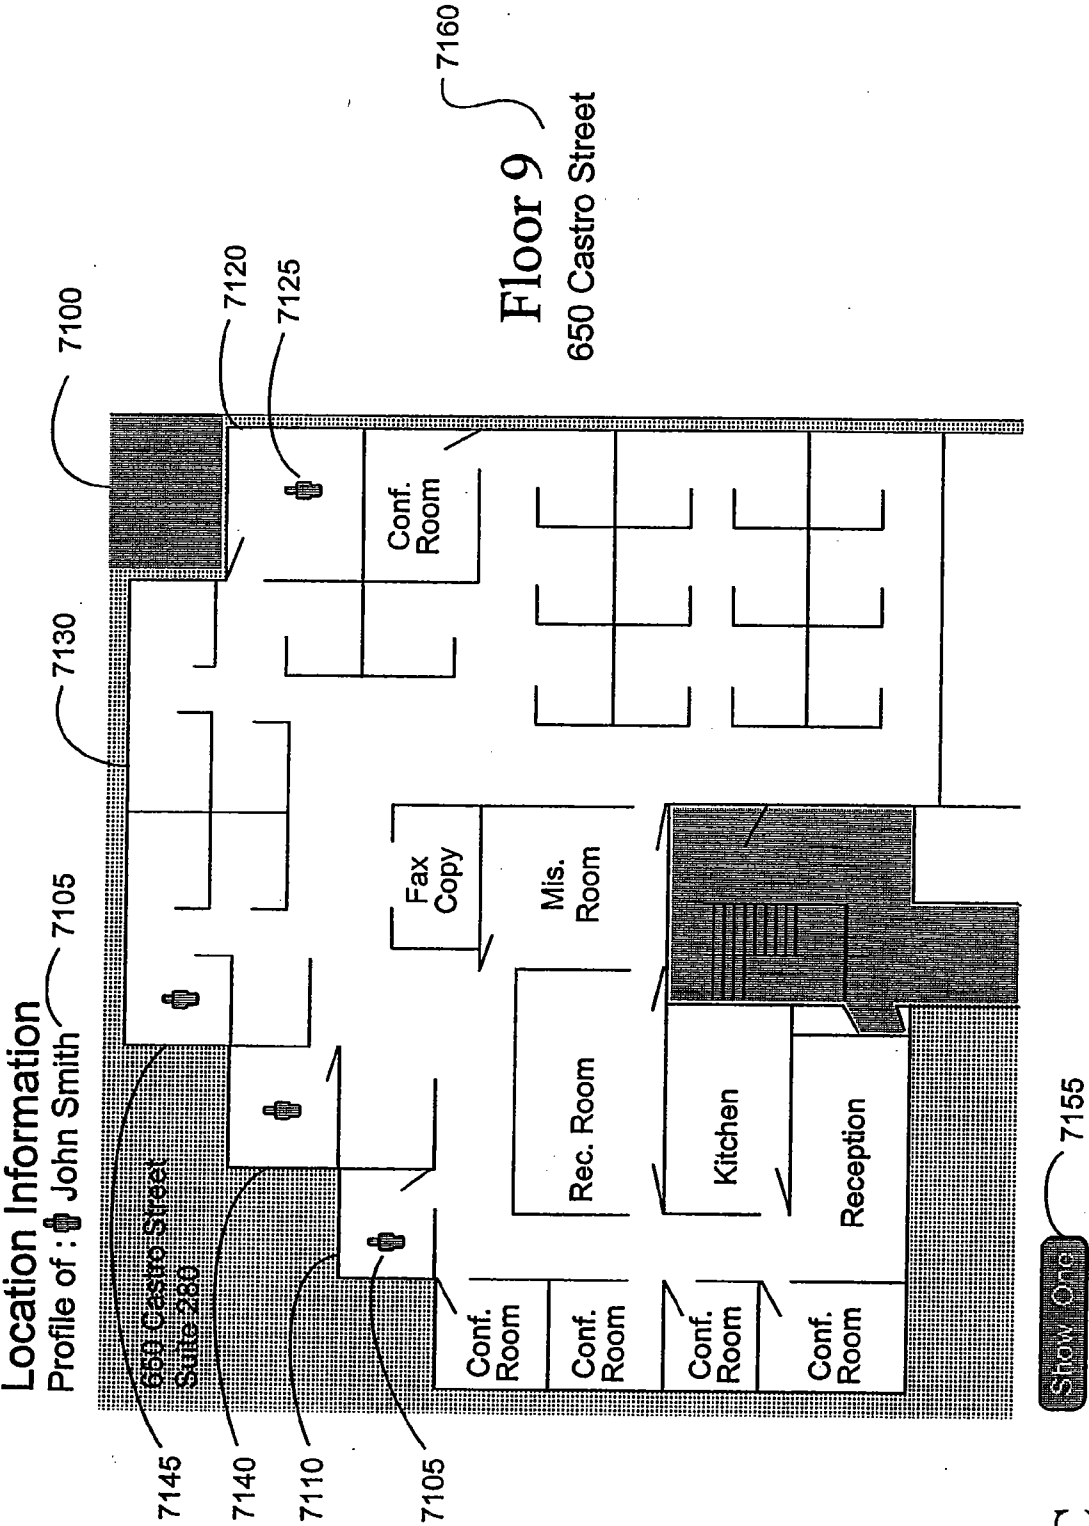 Location Information
Profile of : John Smith
7105
7100
7130
7120
7125
7160
Floor 9
650 Castro Street
650 Castro Street
Suite 280
7145
7140
7110
7105
Conf.
Room
Fax
Copy
Mis.
Room
Rec. Room
Kitchen
Reception
Conf.
Room
Conf.
Room
Conf.
Room
Conf.
Room
Show One
7155